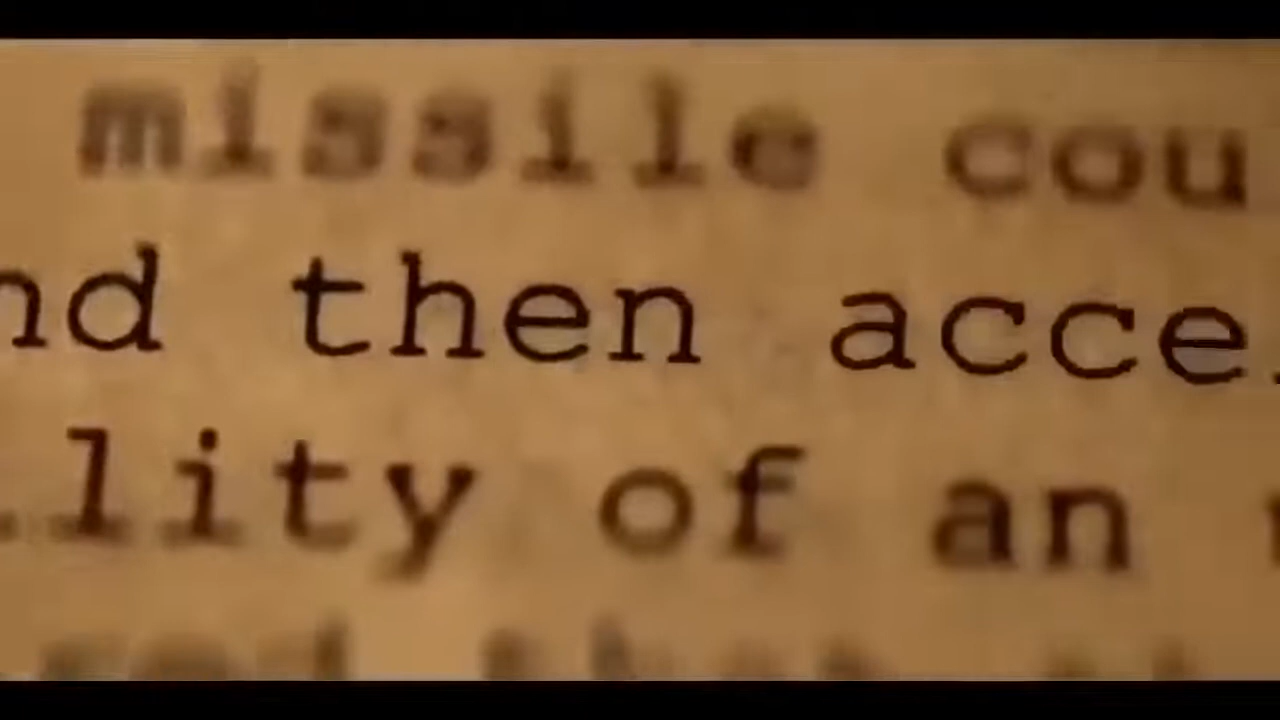 missile cou
nd then acce
lity of an